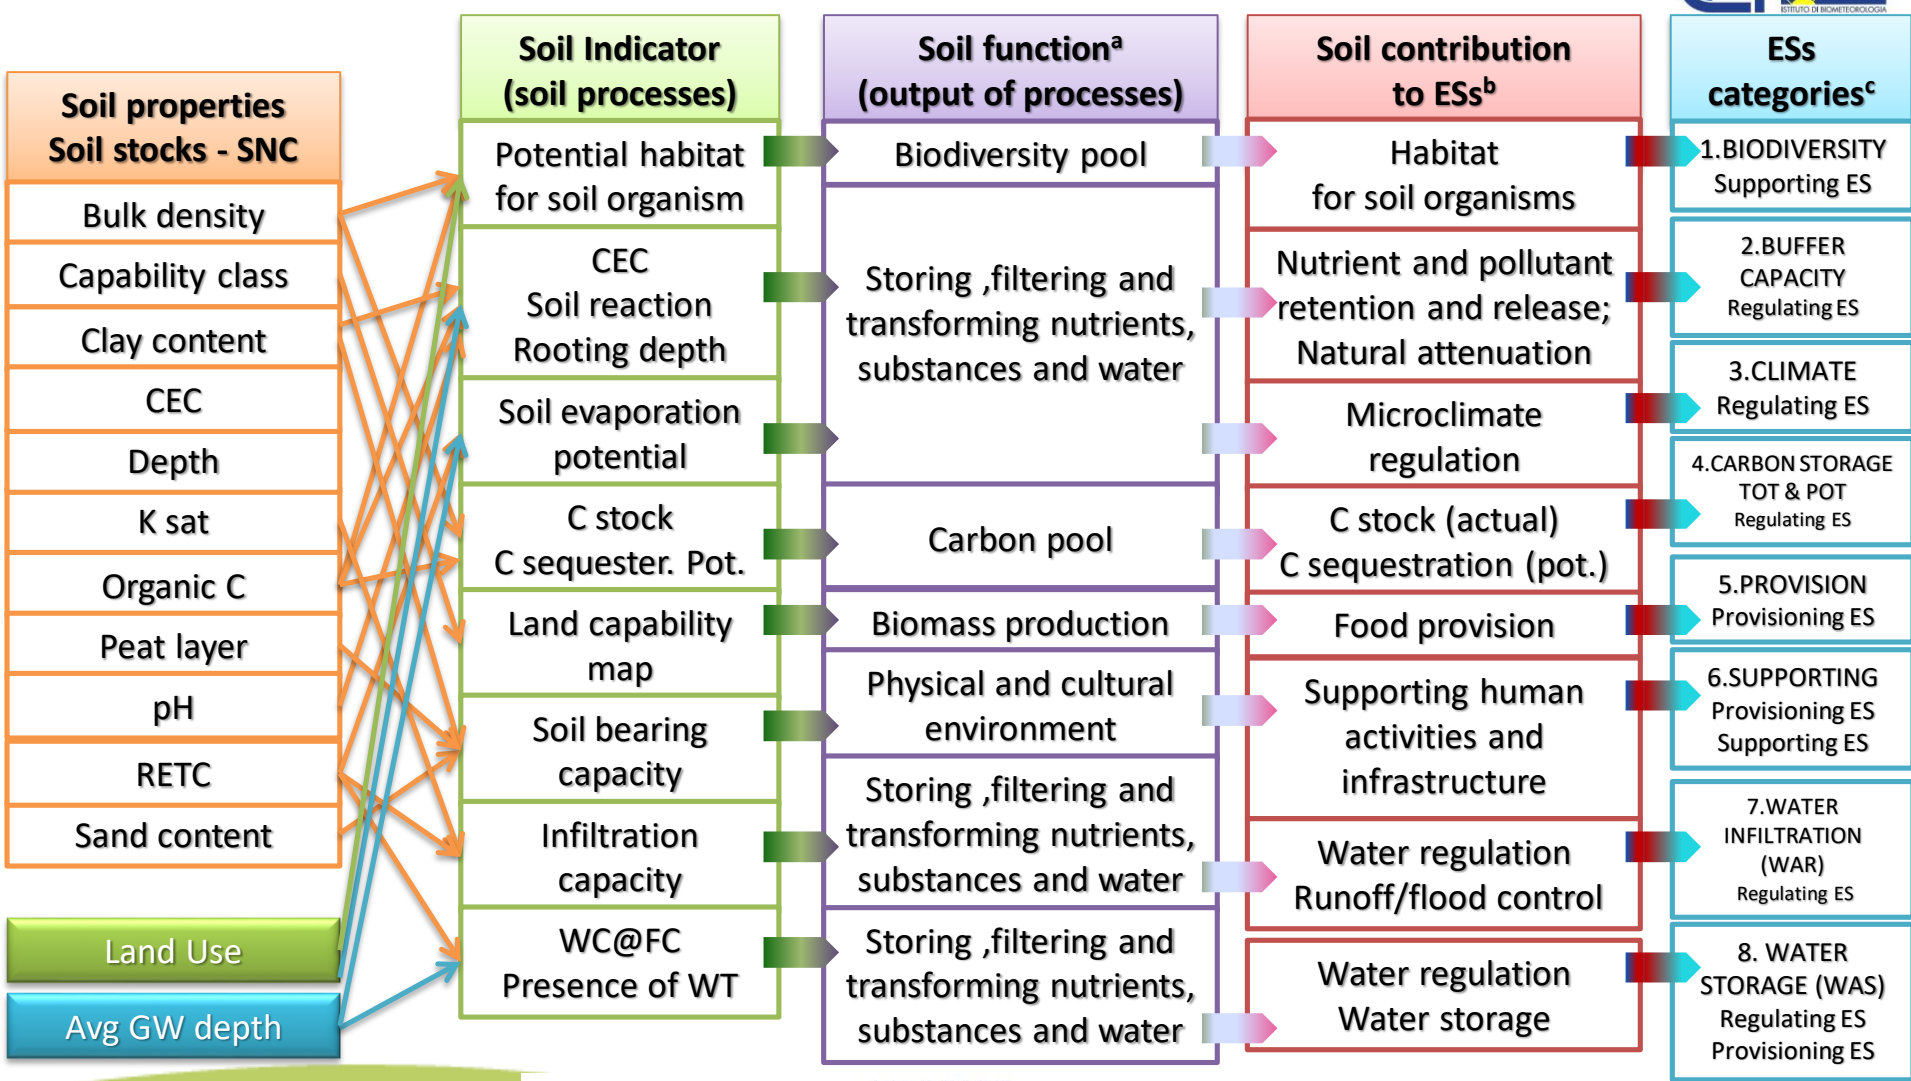 ISTITUTO DI BIOMETEOROLOGIA
Soil properties
Soil stocks - SNC
Bulk density
Capability class
Clay content
CEC
Depth
K sat
Organic C
Peat layer
pH
RETC
Sand content
Land Use
Avg GW depth
Soil Indicator
(soil processes)
Potential habitat
for soil organism
CEC
Soil reaction
Rooting depth
Soil evaporation
potential
C stock
C sequester. Pot.
Land capability
map
Soil bearing
capacity
Infiltration
capacity
WC@FC
Presence of WT
Soil functionᵃ
(output of processes)
Biodiversity pool
Storing ,filtering and
transforming nutrients,
substances and water
Carbon pool
Biomass production
Physical and cultural
environment
Storing ,filtering and
transforming nutrients,
substances and water
Storing ,filtering and
transforming nutrients,
substances and water
Soil contribution
to ESsᵇ
Habitat
for soil organisms
Nutrient and pollutant
retention and release;
Natural attenuation
Microclimate
regulation
C stock (actual)
C sequestration (pot.)
Food provision
Supporting human
activities and
infrastructure
Water regulation
Runoff/flood control
Water regulation
Water storage
ESs
categoriesᶜ
1.BIODIVERSITY
Supporting ES
2.BUFFER
CAPACITY
Regulating ES
3.CLIMATE
Regulating ES
4.CARBON STORAGE
TOT & POT
Regulating ES
5.PROVISION
Provisioning ES
6.SUPPORTING
Provisioning ES
Supporting ES
7.WATER
INFILTRATION
(WAR)
Regulating ES
8. WATER
STORAGE (WAS)
Regulating ES
Provisioning ES